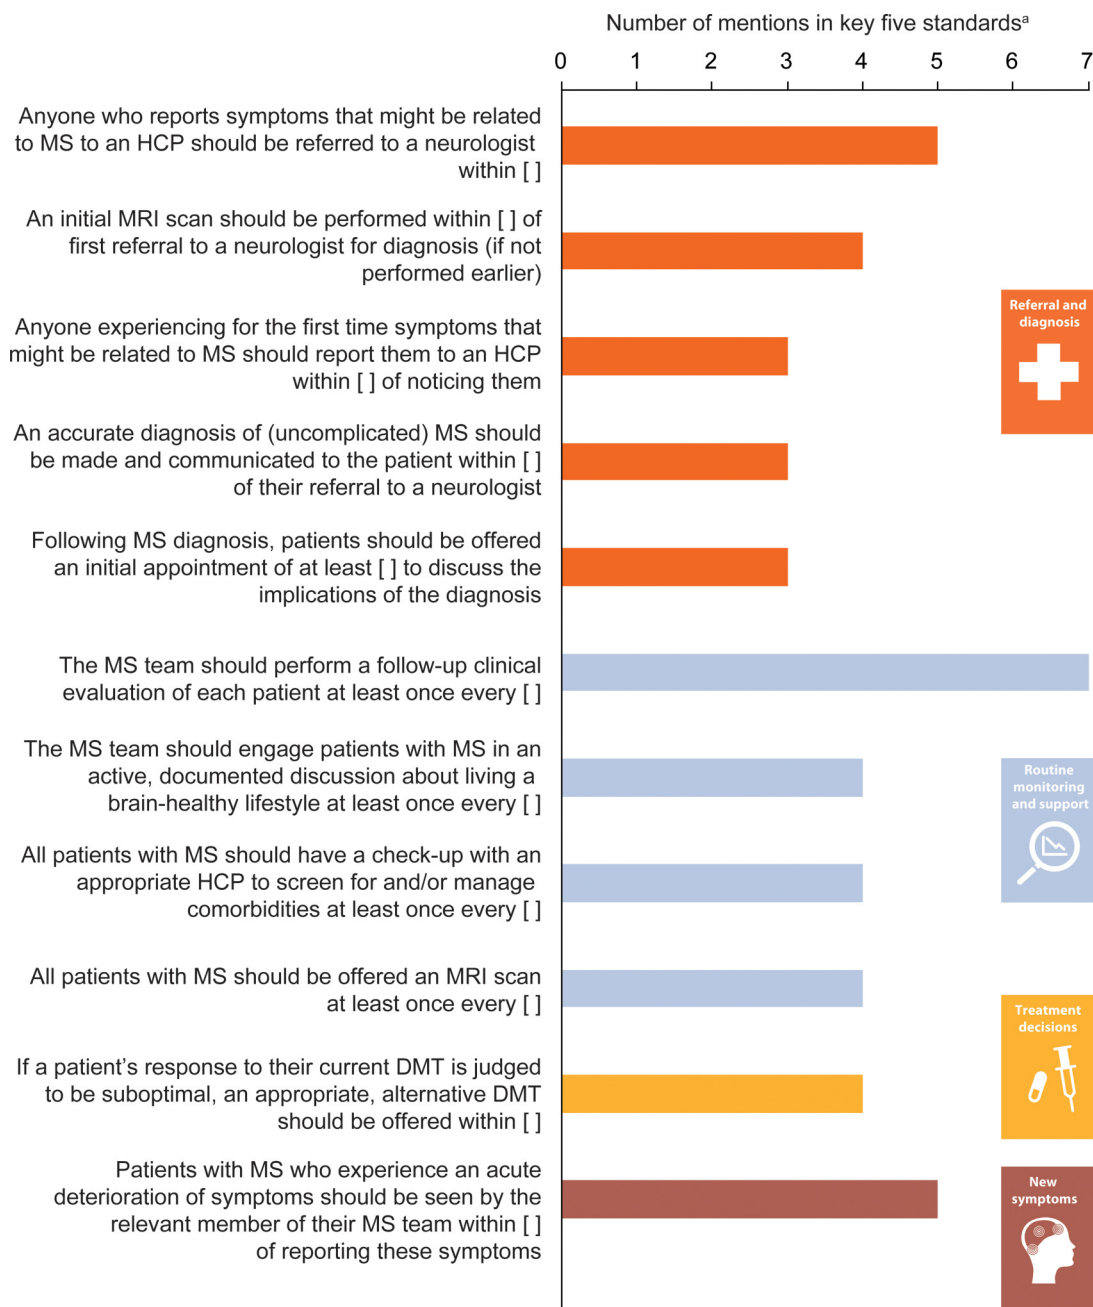 Number of mentions in key five standardsᵃ
0 1 2 3 4 5 6 7
Anyone who reports symptoms that might be related
to MS to an HCP should be referred to a neurologist
within [ ]
An initial MRI scan should be performed within [ ] of
first referral to a neurologist for diagnosis (if not
performed earlier)
Referral and
diagnosis
Anyone experiencing for the first time symptoms that
might be related to MS should report them to an HCP
within [ ] of noticing them
An accurate diagnosis of (uncomplicated) MS should
be made and communicated to the patient within [ ]
of their referral to a neurologist
Following MS diagnosis, patients should be offered
an initial appointment of at least [ ] to discuss the
implications of the diagnosis
The MS team should perform a follow-up clinical
evaluation of each patient at least once every [ ]
The MS team should engage patients with MS in an
active, documented discussion about living a
brain-healthy lifestyle at least once every [ ]
Routine
monitoring
and support
All patients with MS should have a check-up with an
appropriate HCP to screen for and/or manage
comorbidities at least once every [ ]
All patients with MS should be offered an MRI scan
at least once every [ ]
Treatment
decisions
If a patient’s response to their current DMT is judged
to be suboptimal, an appropriate, alternative DMT
should be offered within [ ]
Patients with MS who experience an acute
deterioration of symptoms should be seen by the
relevant member of their MS team within [ ]
of reporting these symptoms
New
symptoms